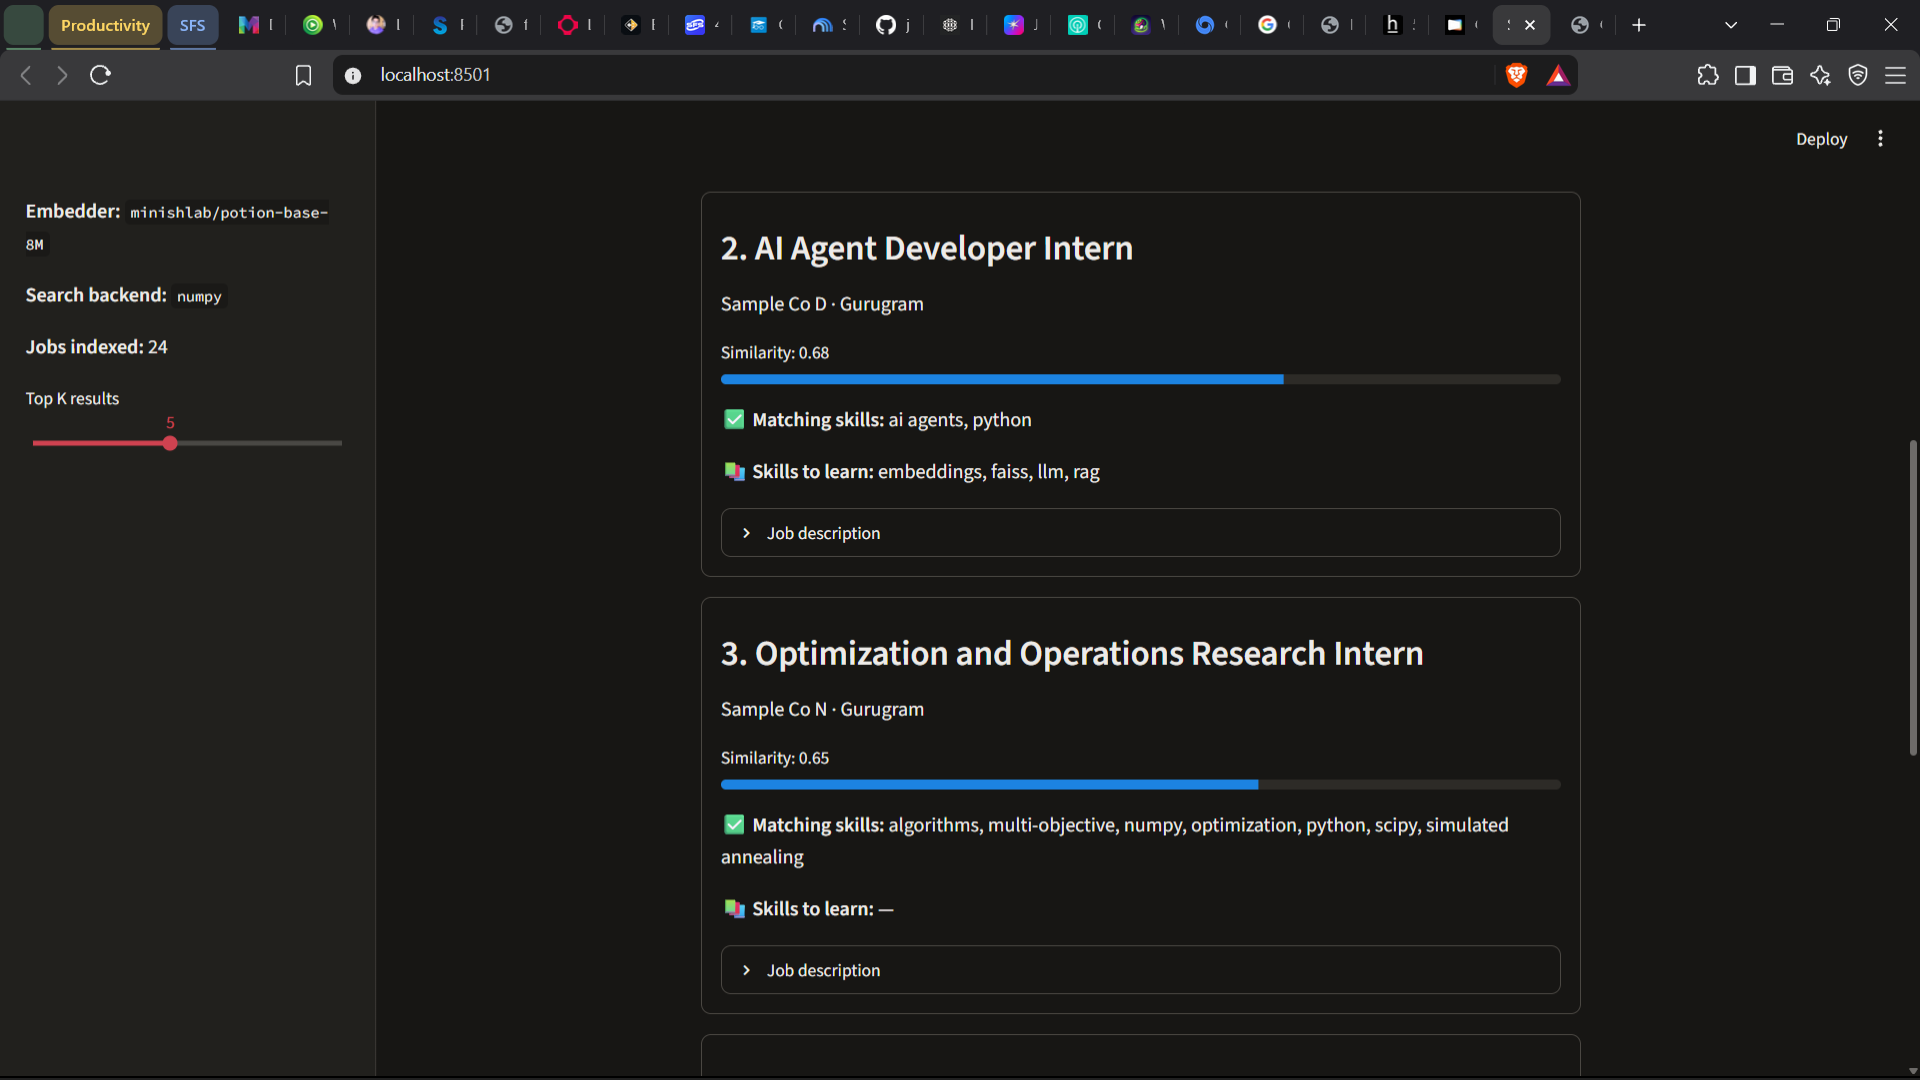 Productivity
SFS
localhost:8501
Deploy
Embedder: minishlab/potion-base-
8M
Search backend: numpy
Jobs indexed: 24
Top K results
5
2. AI Agent Developer Intern
Sample Co D · Gurugram
Similarity: 0.68
✅ Matching skills: ai agents, python
📚 Skills to learn: embeddings, faiss, llm, rag
Job description
3. Optimization and Operations Research Intern
Sample Co N · Gurugram
Similarity: 0.65
✅ Matching skills: algorithms, multi-objective, numpy, optimization, python, scipy, simulated
annealing
📚 Skills to learn: —
Job description